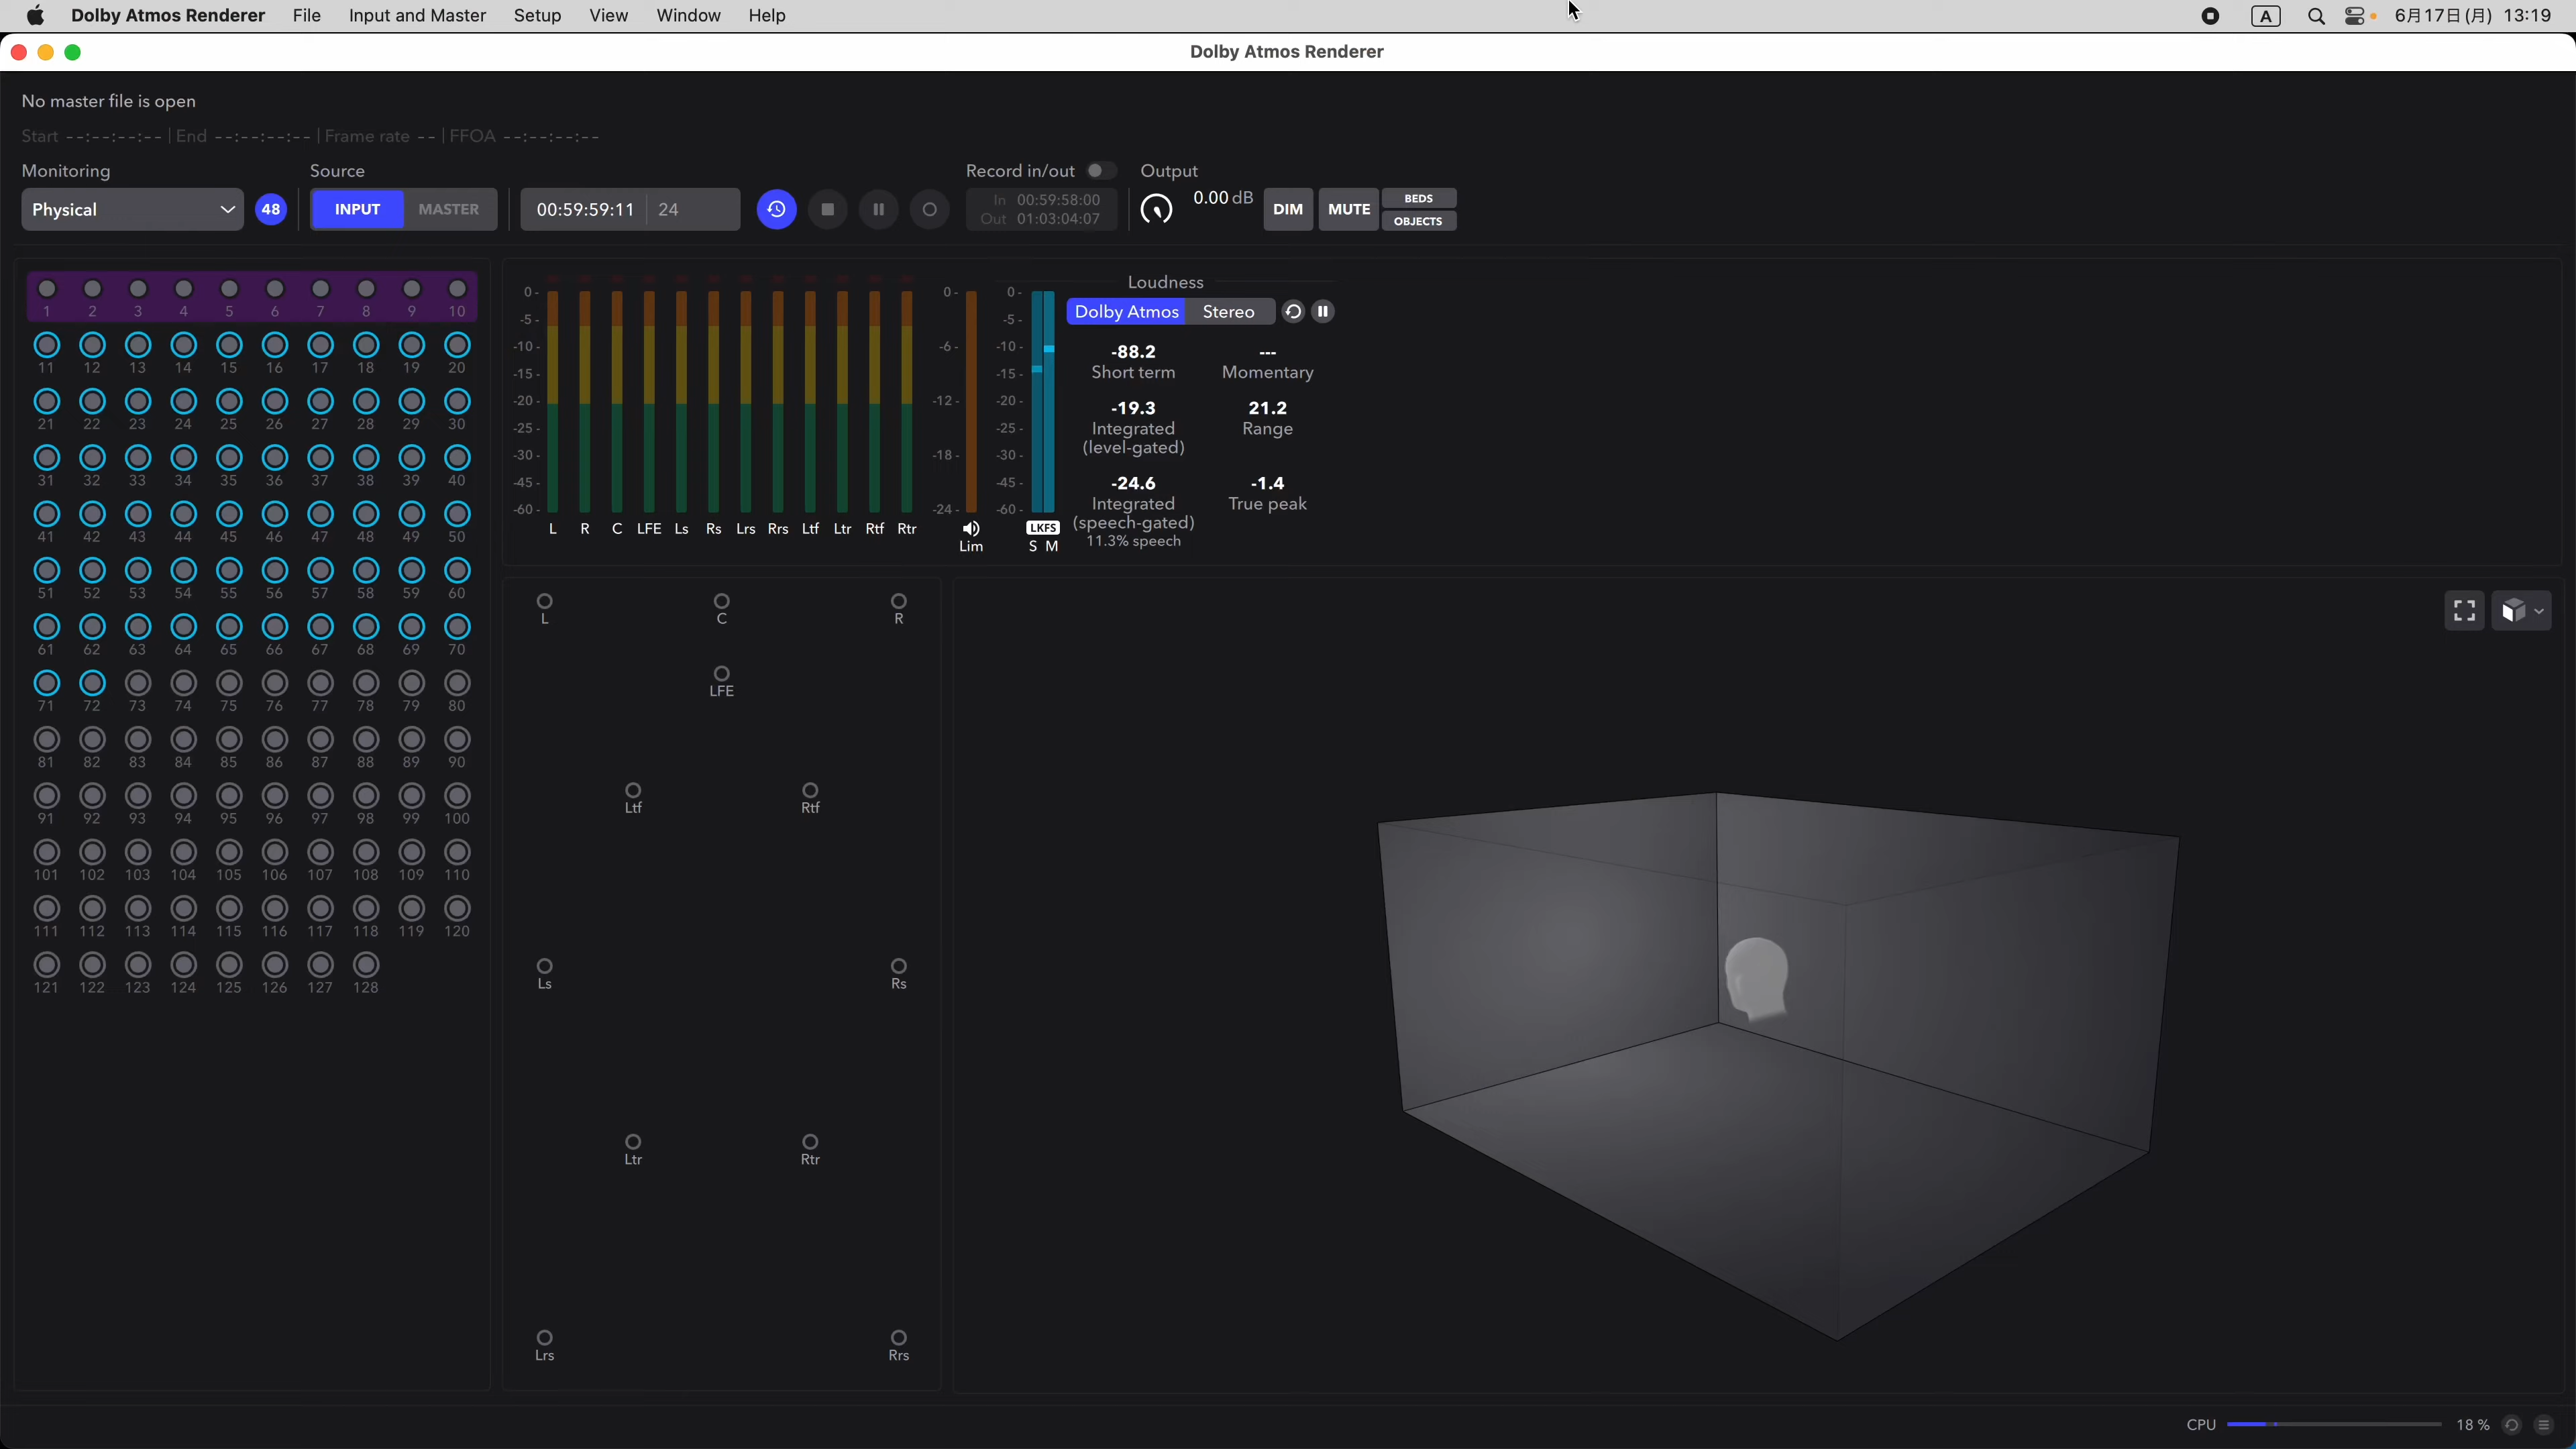 Dolby Atmos Renderer File Input and Master Setup View Window Help A 6月17日(月) 13:19
Dolby Atmos Renderer
No master file is open
Start --:--:--:-- | End --:--:--:-- | Frame rate -- | FFOA --:--:--:--
Monitoring Source Record in/out Output
Physical 48 INPUT MASTER 00:59:59:11 24 In 00:59:58:00 0.00 dB DIM MUTE BEDS
Out 01:03:04:07 OBJECTS
1 2 3 4 5 6 7 8 9 10
11 12 13 14 15 16 17 18 19 20
21 22 23 24 25 26 27 28 29 30
31 32 33 34 35 36 37 38 39 40
41 42 43 44 45 46 47 48 49 50
51 52 53 54 55 56 57 58 59 60
61 62 63 64 65 66 67 68 69 70
71 72 73 74 75 76 77 78 79 80
81 82 83 84 85 86 87 88 89 90
91 92 93 94 95 96 97 98 99 100
101 102 103 104 105 106 107 108 109 110
111 112 113 114 115 116 117 118 119 120
121 122 123 124 125 126 127 128
0-
-5-
-10-
-15-
-20-
-25-
-30-
-45-
-60-
L R C LFE Ls Rs Lrs Rrs Ltf Ltr Rtf Rtr
0-
-6-
-12-
-18-
-24-
Lim
0-
-5-
-10-
-15-
-20-
-25-
-30-
-45-
-60-
LKFS
S M
Loudness
Dolby Atmos Stereo
-88.2 ---
Short term Momentary
-19.3 21.2
Integrated Range
(level-gated)
-24.6 -1.4
Integrated True peak
(speech-gated)
11.3% speech
L C R
LFE
Ltf Rtf
Ls Rs
Ltr Rtr
Lrs Rrs
CPU 18 %